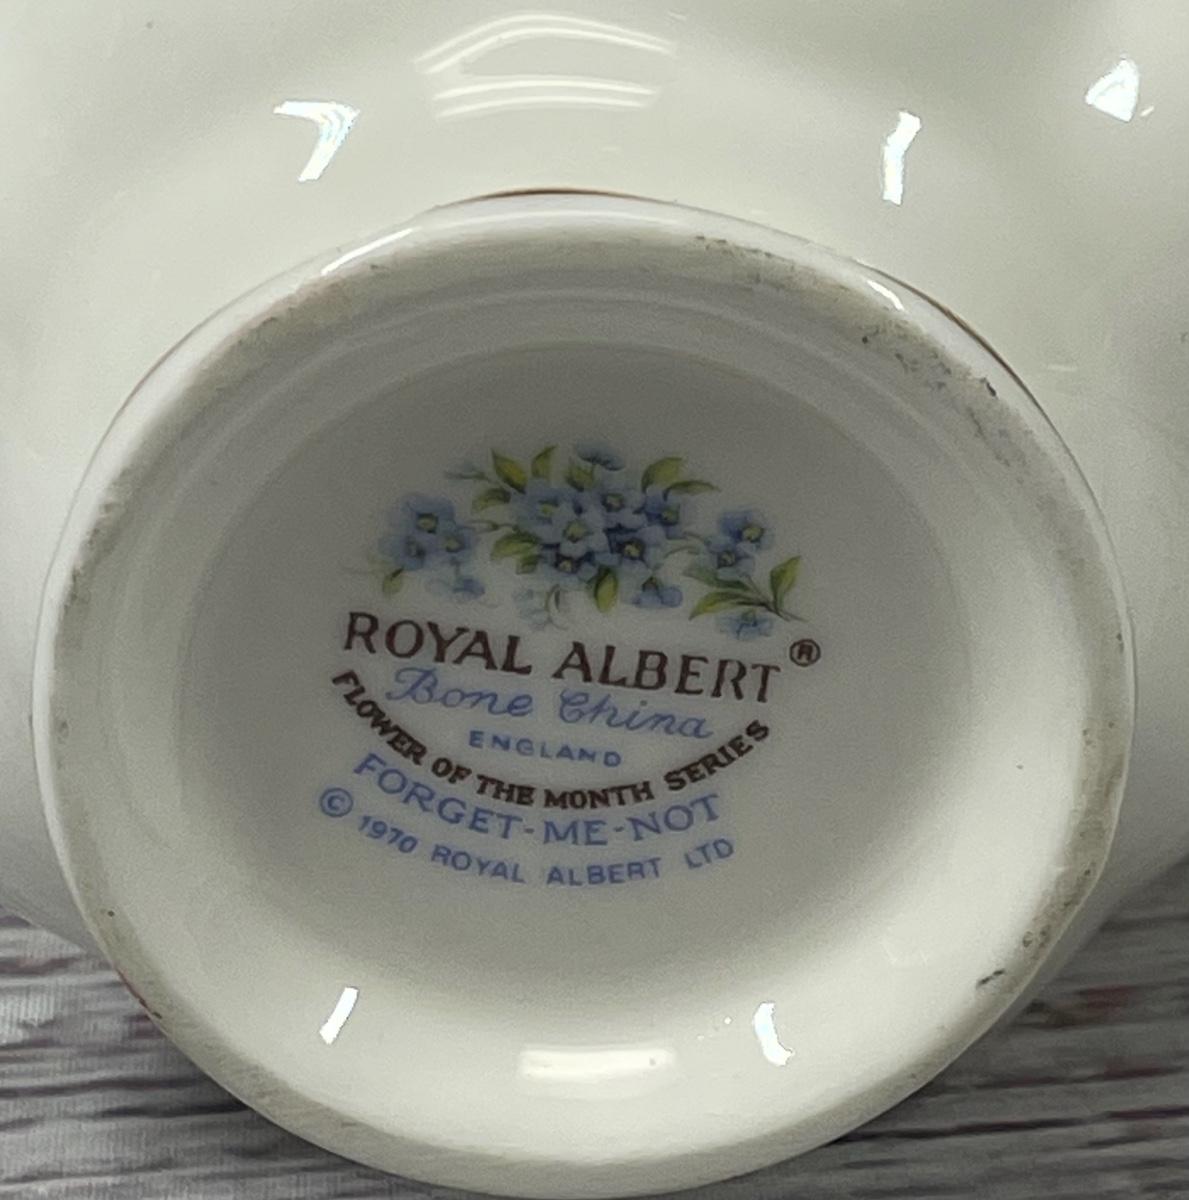 ROYAL ALBERT®
Bone China
ENGLAND
FLOWER OF THE MONTH SERIES
FORGET-ME-NOT
© 1970 ROYAL ALBERT LTD